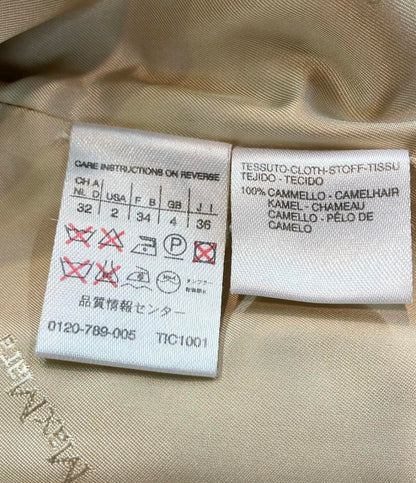 CARE INSTRUCTIONS ON REVERSE
CH A
NL D USA F B GB J I
32 2 34 4 36
P
品質情報センター
0120-789-005 TIC1001
TESSUTO-CLOTH-STOFF-TISSU
TEJIDO - TECIDO
100% CAMMELLO - CAMELHAIR
KAMEL - CHAMEAU
CAMELLO - PÊLO DE
CAMELO
MaxMara